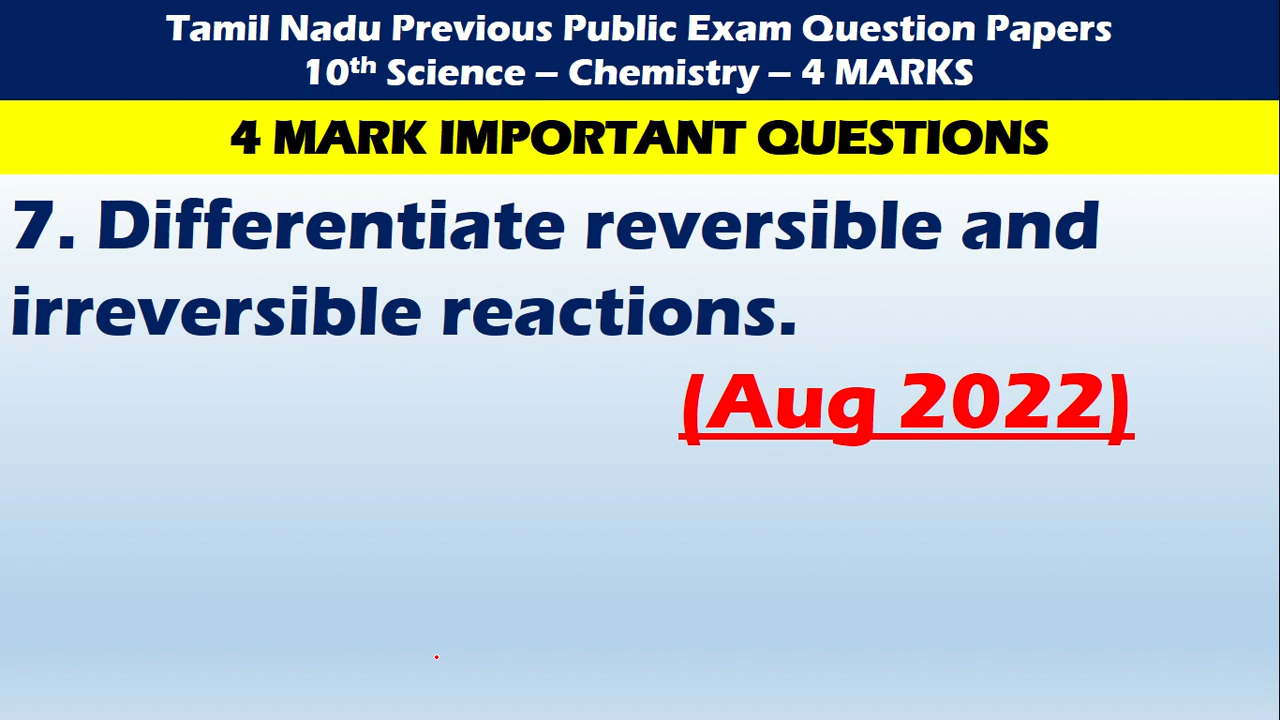 Tamil Nadu Previous Public Exam Question Papers
10th Science – Chemistry – 4 MARKS
4 MARK IMPORTANT QUESTIONS
7. Differentiate reversible and
irreversible reactions.
(Aug 2022)